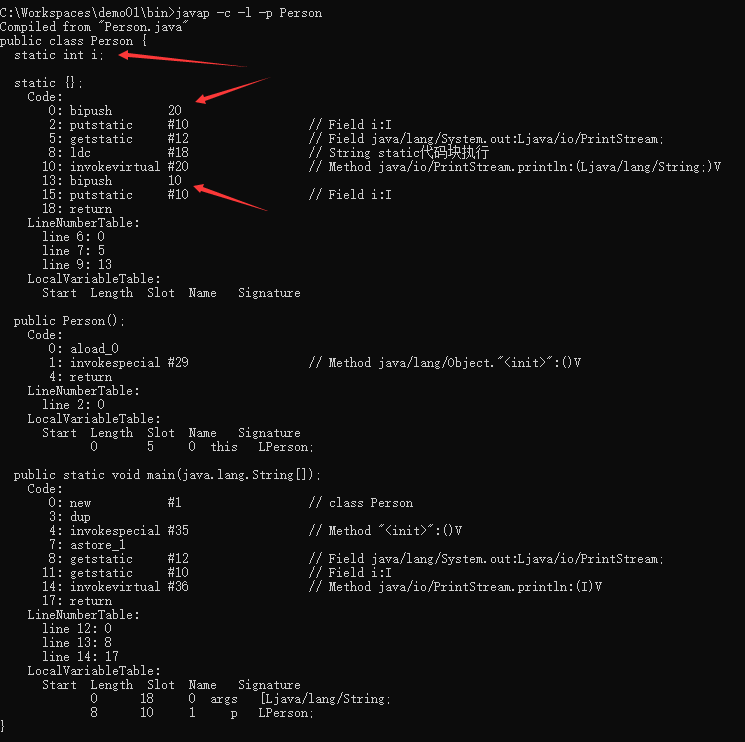 C:\Workspaces\demo01\bin>javap -c -l -p Person
Compiled from "Person.java"
public class Person {
  static int i;

  static {};
    Code:
       0: bipush        20
       2: putstatic     #10                 // Field i:I
       5: getstatic     #12                 // Field java/lang/System.out:Ljava/io/PrintStream;
       8: ldc           #18                 // String static代码块执行
      10: invokevirtual #20                 // Method java/io/PrintStream.println:(Ljava/lang/String;)V
      13: bipush        10
      15: putstatic     #10                 // Field i:I
      18: return
    LineNumberTable:
      line 6: 0
      line 7: 5
      line 9: 13
    LocalVariableTable:
      Start  Length  Slot  Name   Signature

  public Person();
    Code:
       0: aload_0
       1: invokespecial #29                 // Method java/lang/Object."<init>":()V
       4: return
    LineNumberTable:
      line 2: 0
    LocalVariableTable:
      Start  Length  Slot  Name   Signature
             0       5     0  this   LPerson;

  public static void main(java.lang.String[]);
    Code:
       0: new           #1                  // class Person
       3: dup
       4: invokespecial #35                 // Method "<init>":()V
       7: astore_1
       8: getstatic     #12                 // Field java/lang/System.out:Ljava/io/PrintStream;
      11: getstatic     #10                 // Field i:I
      14: invokevirtual #36                 // Method java/io/PrintStream.println:(I)V
      17: return
    LineNumberTable:
      line 12: 0
      line 13: 8
      line 14: 17
    LocalVariableTable:
      Start  Length  Slot  Name   Signature
             0      18     0  args   [Ljava/lang/String;
             8      10     1     p   LPerson;
}